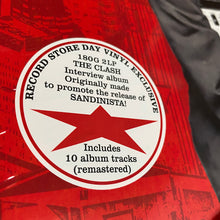 RECORD STORE DAY VINYL EXCLUSIVE
180G 2LP
THE CLASH
Interview album
Originally made
to promote the release of
SANDINISTA!
Includes
10 album tracks
(remastered)